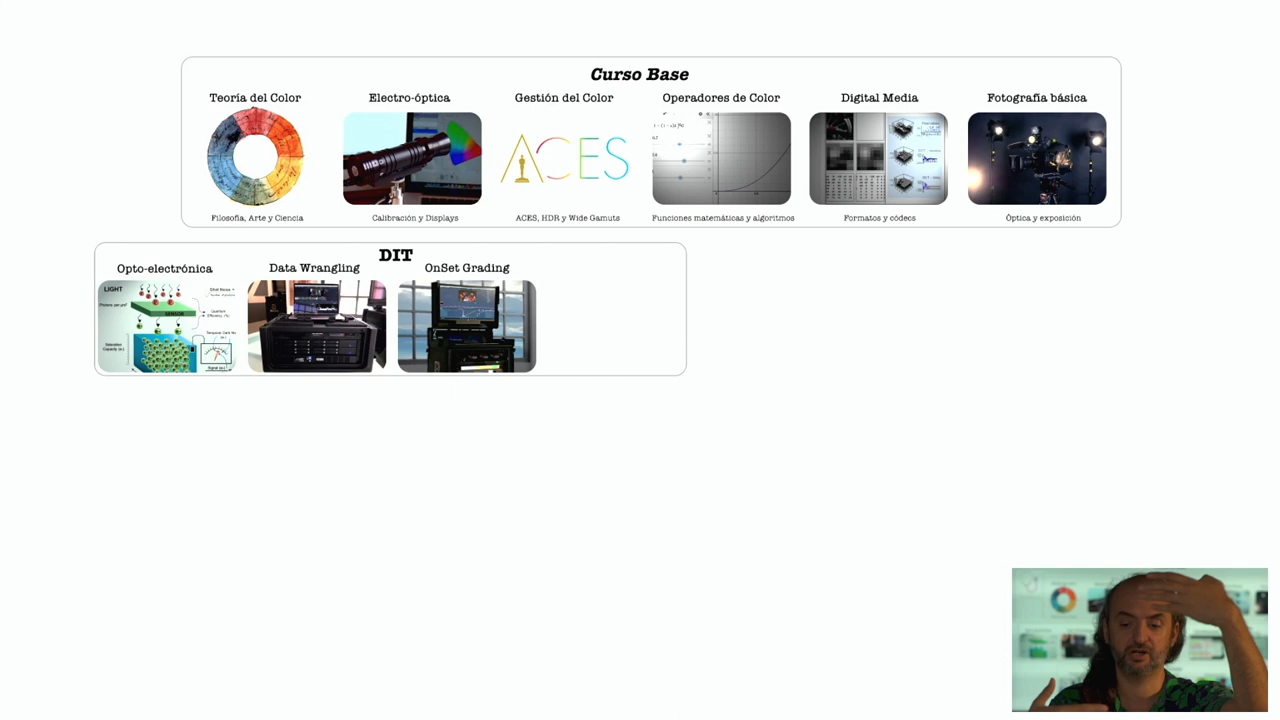 Curso Base
Teoría del Color
Electro-óptica
Gestión del Color
Operadores de Color
Digital Media
Fotografía básica
ACES
Filosofía, Arte y Ciencia
Calibración y Displays
ACES, HDR y Wide Gamuts
Funciones matemáticas y algoritmos
Formatos y códecs
Óptica y exposición
DIT
Opto-electrónica
Data Wrangling
OnSet Grading
LIGHT
SENSOR